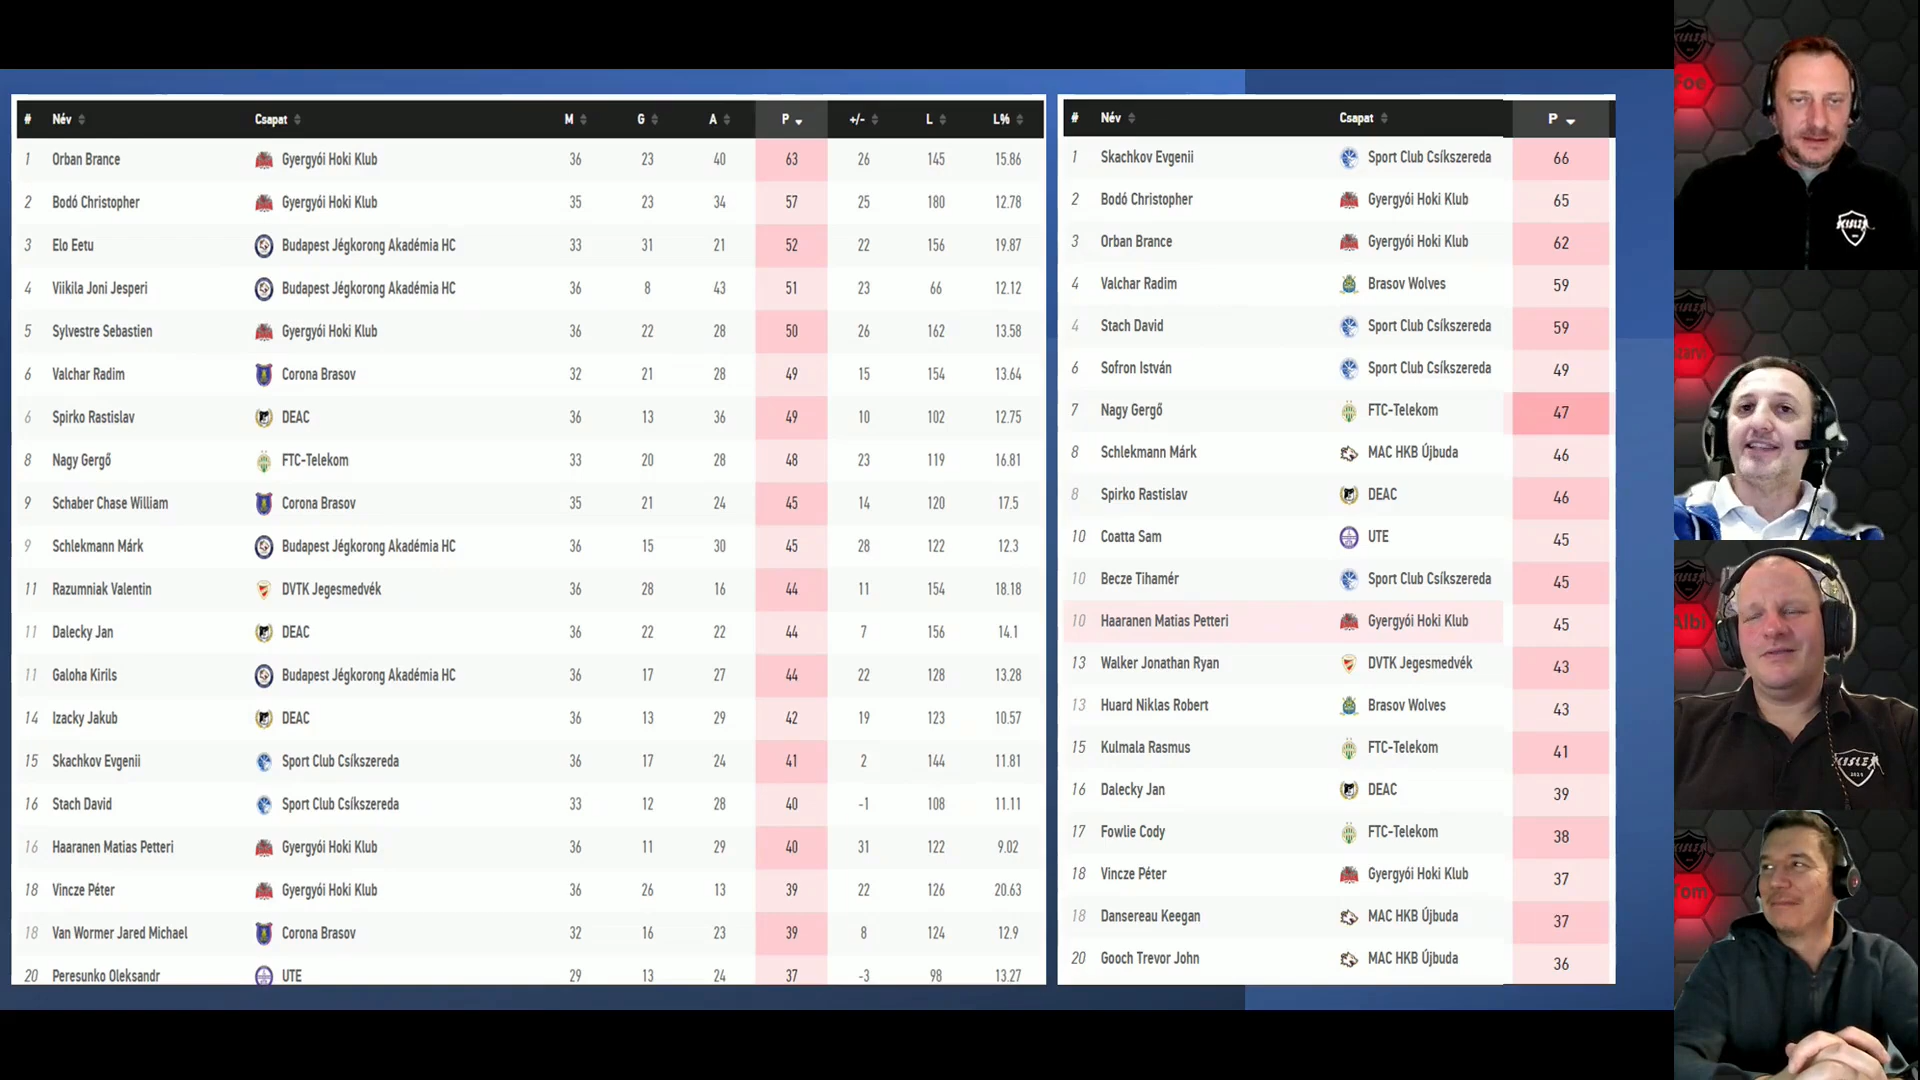 # Név Csapat M G A P +/- L L%
1 Orban Brance Gyergyói Hoki Klub 36 23 40 63 26 145 15.86
2 Bodó Christopher Gyergyói Hoki Klub 35 23 34 57 25 180 12.78
3 Elo Eetu Budapest Jégkorong Akadémia HC 33 31 21 52 22 156 19.87
4 Viikila Joni Jesperi Budapest Jégkorong Akadémia HC 36 8 43 51 23 66 12.12
5 Sylvestre Sebastien Gyergyói Hoki Klub 36 22 28 50 26 162 13.58
6 Valchar Radim Corona Brasov 32 21 28 49 15 154 13.64
6 Spirko Rastislav DEAC 36 13 36 49 10 102 12.75
8 Nagy Gergő FTC-Telekom 33 20 28 48 23 119 16.81
9 Schaber Chase William Corona Brasov 35 21 24 45 14 120 17.5
9 Schlekmann Márk Budapest Jégkorong Akadémia HC 36 15 30 45 28 122 12.3
11 Razumniak Valentin DVTK Jegesmedvék 36 28 16 44 11 154 18.18
11 Dalecky Jan DEAC 36 22 22 44 7 156 14.1
11 Galoha Kirils Budapest Jégkorong Akadémia HC 36 17 27 44 22 128 13.28
14 Izacky Jakub DEAC 36 13 29 42 19 123 10.57
15 Skachkov Evgenii Sport Club Csíkszereda 36 17 24 41 2 144 11.81
16 Stach David Sport Club Csíkszereda 33 12 28 40 -1 108 11.11
16 Haaranen Matias Petteri Gyergyói Hoki Klub 36 11 29 40 31 122 9.02
18 Vincze Péter Gyergyói Hoki Klub 36 26 13 39 22 126 20.63
18 Van Wormer Jared Michael Corona Brasov 32 16 23 39 8 124 12.9
20 Peresunko Oleksandr UTE 29 13 24 37 -3 98 13.27
# Név Csapat P
1 Skachkov Evgenii Sport Club Csíkszereda 66
2 Bodó Christopher Gyergyói Hoki Klub 65
3 Orban Brance Gyergyói Hoki Klub 62
4 Valchar Radim Brasov Wolves 59
4 Stach David Sport Club Csíkszereda 59
6 Sofron István Sport Club Csíkszereda 49
7 Nagy Gergő FTC-Telekom 47
8 Schlekmann Márk MAC HKB Újbuda 46
8 Spirko Rastislav DEAC 46
10 Coatta Sam UTE 45
10 Becze Tihamér Sport Club Csíkszereda 45
10 Haaranen Matias Petteri Gyergyói Hoki Klub 45
13 Walker Jonathan Ryan DVTK Jegesmedvék 43
13 Huard Niklas Robert Brasov Wolves 43
15 Kulmala Rasmus FTC-Telekom 41
16 Dalecky Jan DEAC 39
17 Fowlie Cody FTC-Telekom 38
18 Vincze Péter Gyergyói Hoki Klub 37
18 Dansereau Keegan MAC HKB Újbuda 37
20 Gooch Trevor John MAC HKB Újbuda 36
Foe
Albi
KISLER
Tom